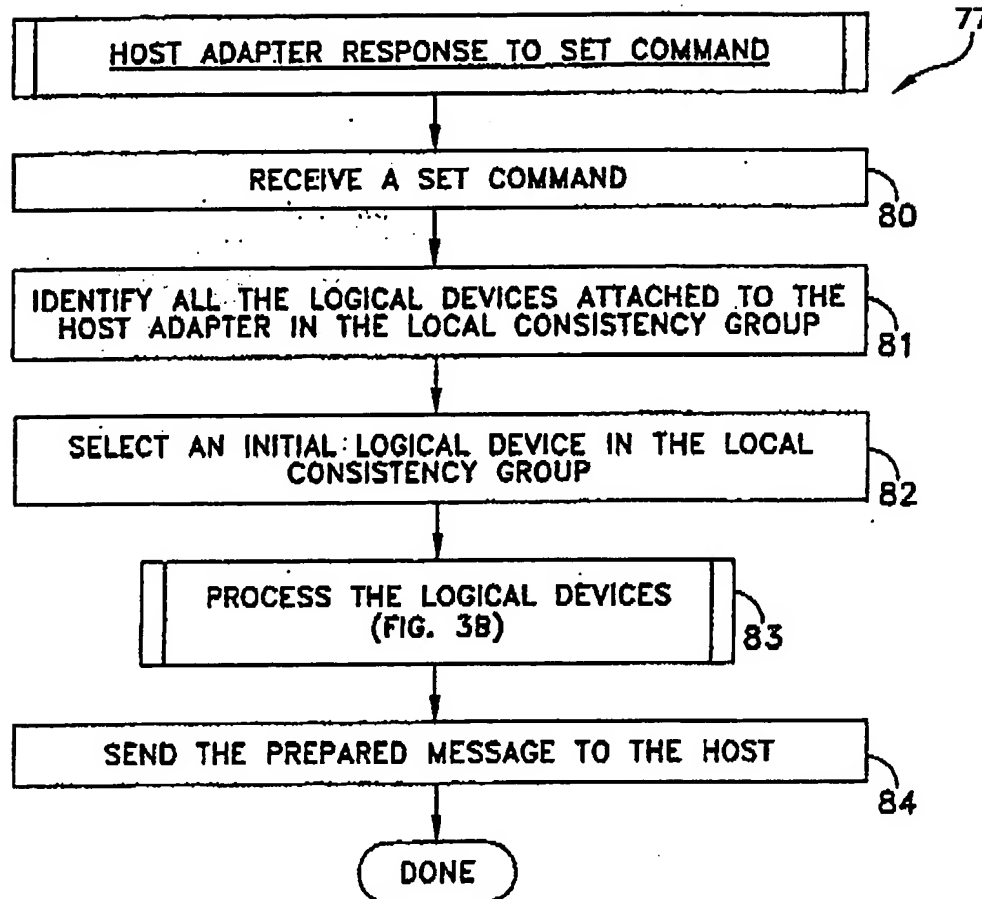 77
HOST ADAPTER RESPONSE TO SET COMMAND
RECEIVE A SET COMMAND
80
IDENTIFY ALL THE LOGICAL DEVICES ATTACHED TO THE
HOST ADAPTER IN THE LOCAL CONSISTENCY GROUP
81
SELECT AN INITIAL LOGICAL DEVICE IN THE LOCAL
CONSISTENCY GROUP
82
PROCESS THE LOGICAL DEVICES
(FIG. 3B)
83
SEND THE PREPARED MESSAGE TO THE HOST
84
DONE